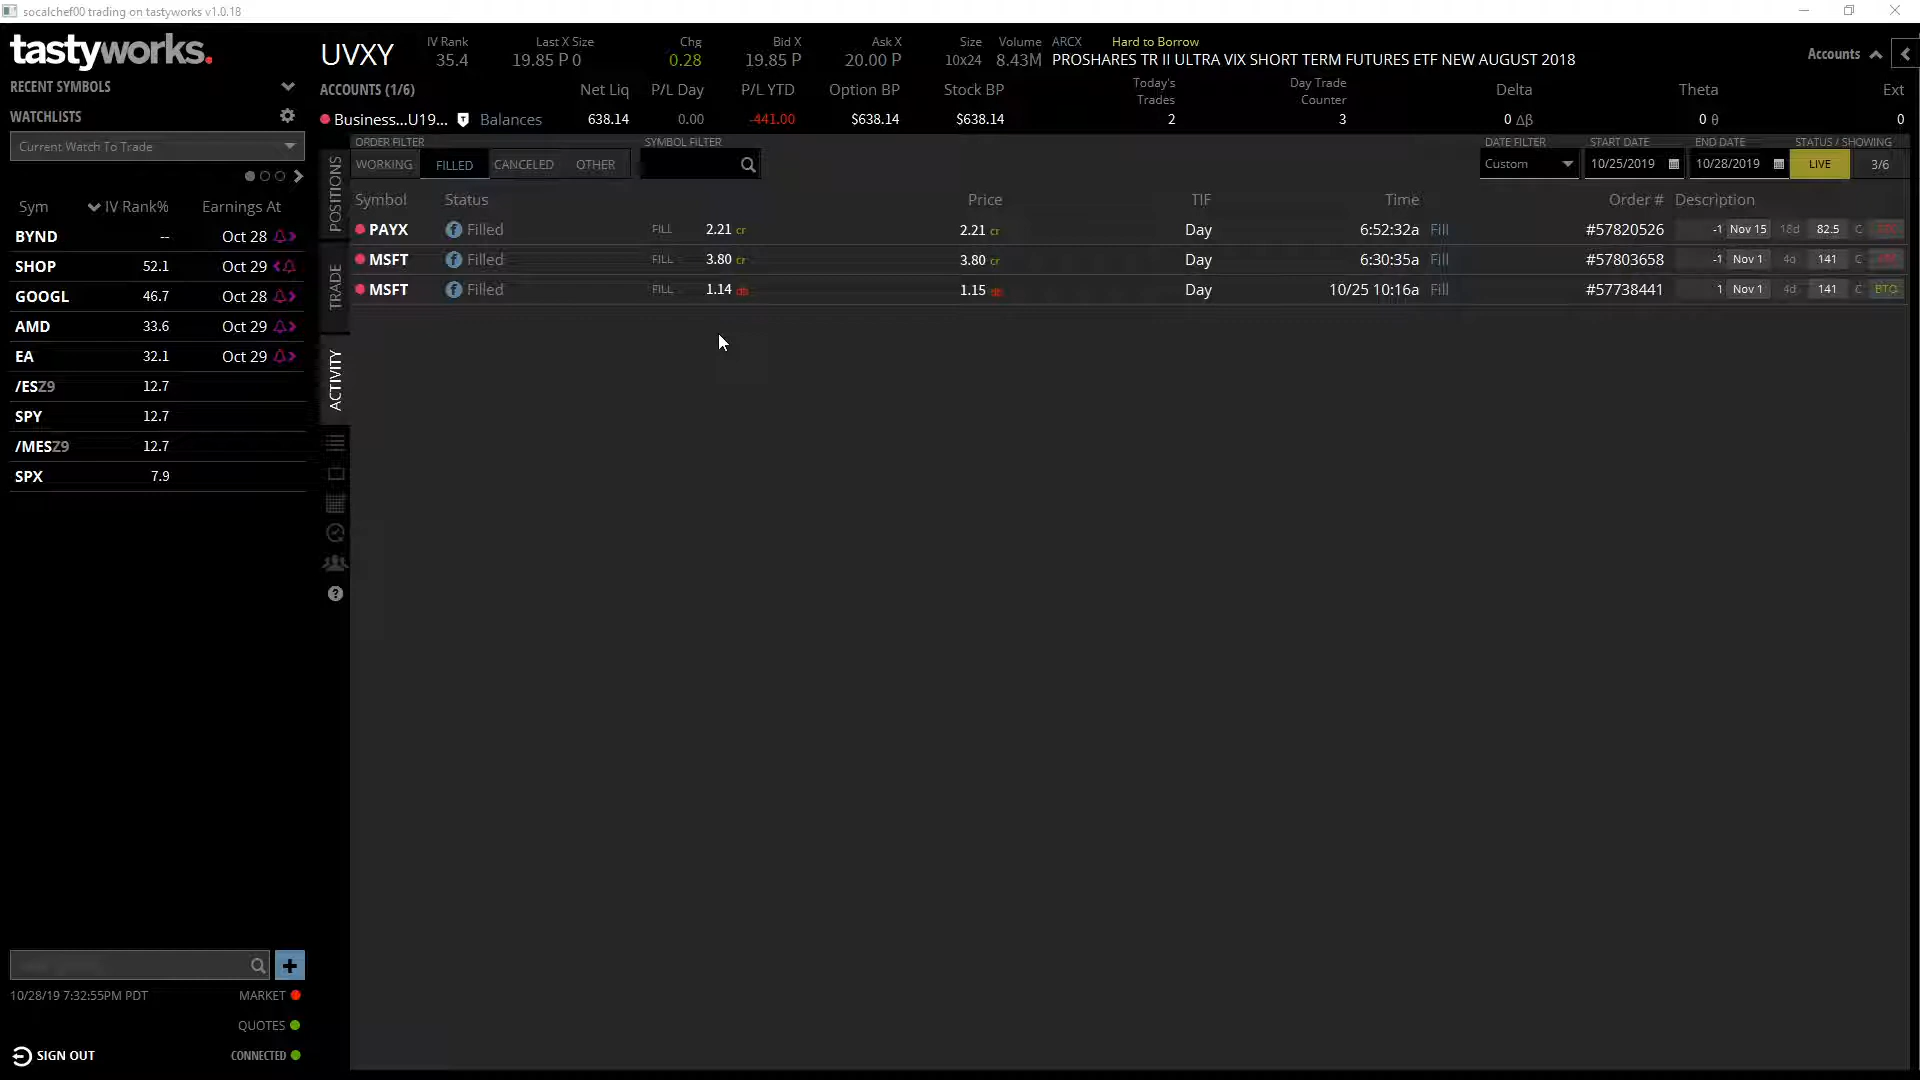 socalchef00 trading on tastyworks v1.0.18
tastyworks.
RECENT SYMBOLS
WATCHLISTS
Current Watch To Trade
Sym IV Rank% Earnings At
BYND -- Oct 28
SHOP 52.1 Oct 29
GOOGL 46.7 Oct 28
AMD 33.6 Oct 29
EA 32.1 Oct 29
/ESZ9 12.7
SPY 12.7
/MESZ9 12.7
SPX 7.9
10/28/19 7:32:55PM PDT MARKET
QUOTES
SIGN OUT CONNECTED
UVXY IV Rank Last X Size Chg Bid X Ask X Size Volume ARCX Hard to Borrow
35.4 19.85 P 0 0.28 19.85 P 20.00 P 10x24 8.43M PROSHARES TR II ULTRA VIX SHORT TERM FUTURES ETF NEW AUGUST 2018
Accounts
ACCOUNTS (1/6) Net Liq P/L Day P/L YTD Option BP Stock BP Today's Trades Day Trade Counter Delta Theta Ext
Business...U19... Balances 638.14 0.00 -441.00 $638.14 $638.14 2 3 0 Δβ 0 θ 0
ORDER FILTER SYMBOL FILTER DATE FILTER START DATE END DATE STATUS / SHOWING
WORKING FILLED CANCELED OTHER Custom 10/25/2019 10/28/2019 LIVE 3/6
POSITIONS
TRADE
ACTIVITY
Symbol Status Price TIF Time Order # Description
PAYX f Filled FILL 2.21 cr 2.21 cr Day 6:52:32a Fill #57820526 -1 Nov 15 18d 82.5 C
MSFT f Filled FILL 3.80 cr 3.80 cr Day 6:30:35a Fill #57803658 -1 Nov 1 4d 141 C
MSFT f Filled FILL 1.14 db 1.15 db Day 10/25 10:16a Fill #57738441 1 Nov 1 4d 141 C BTO
?